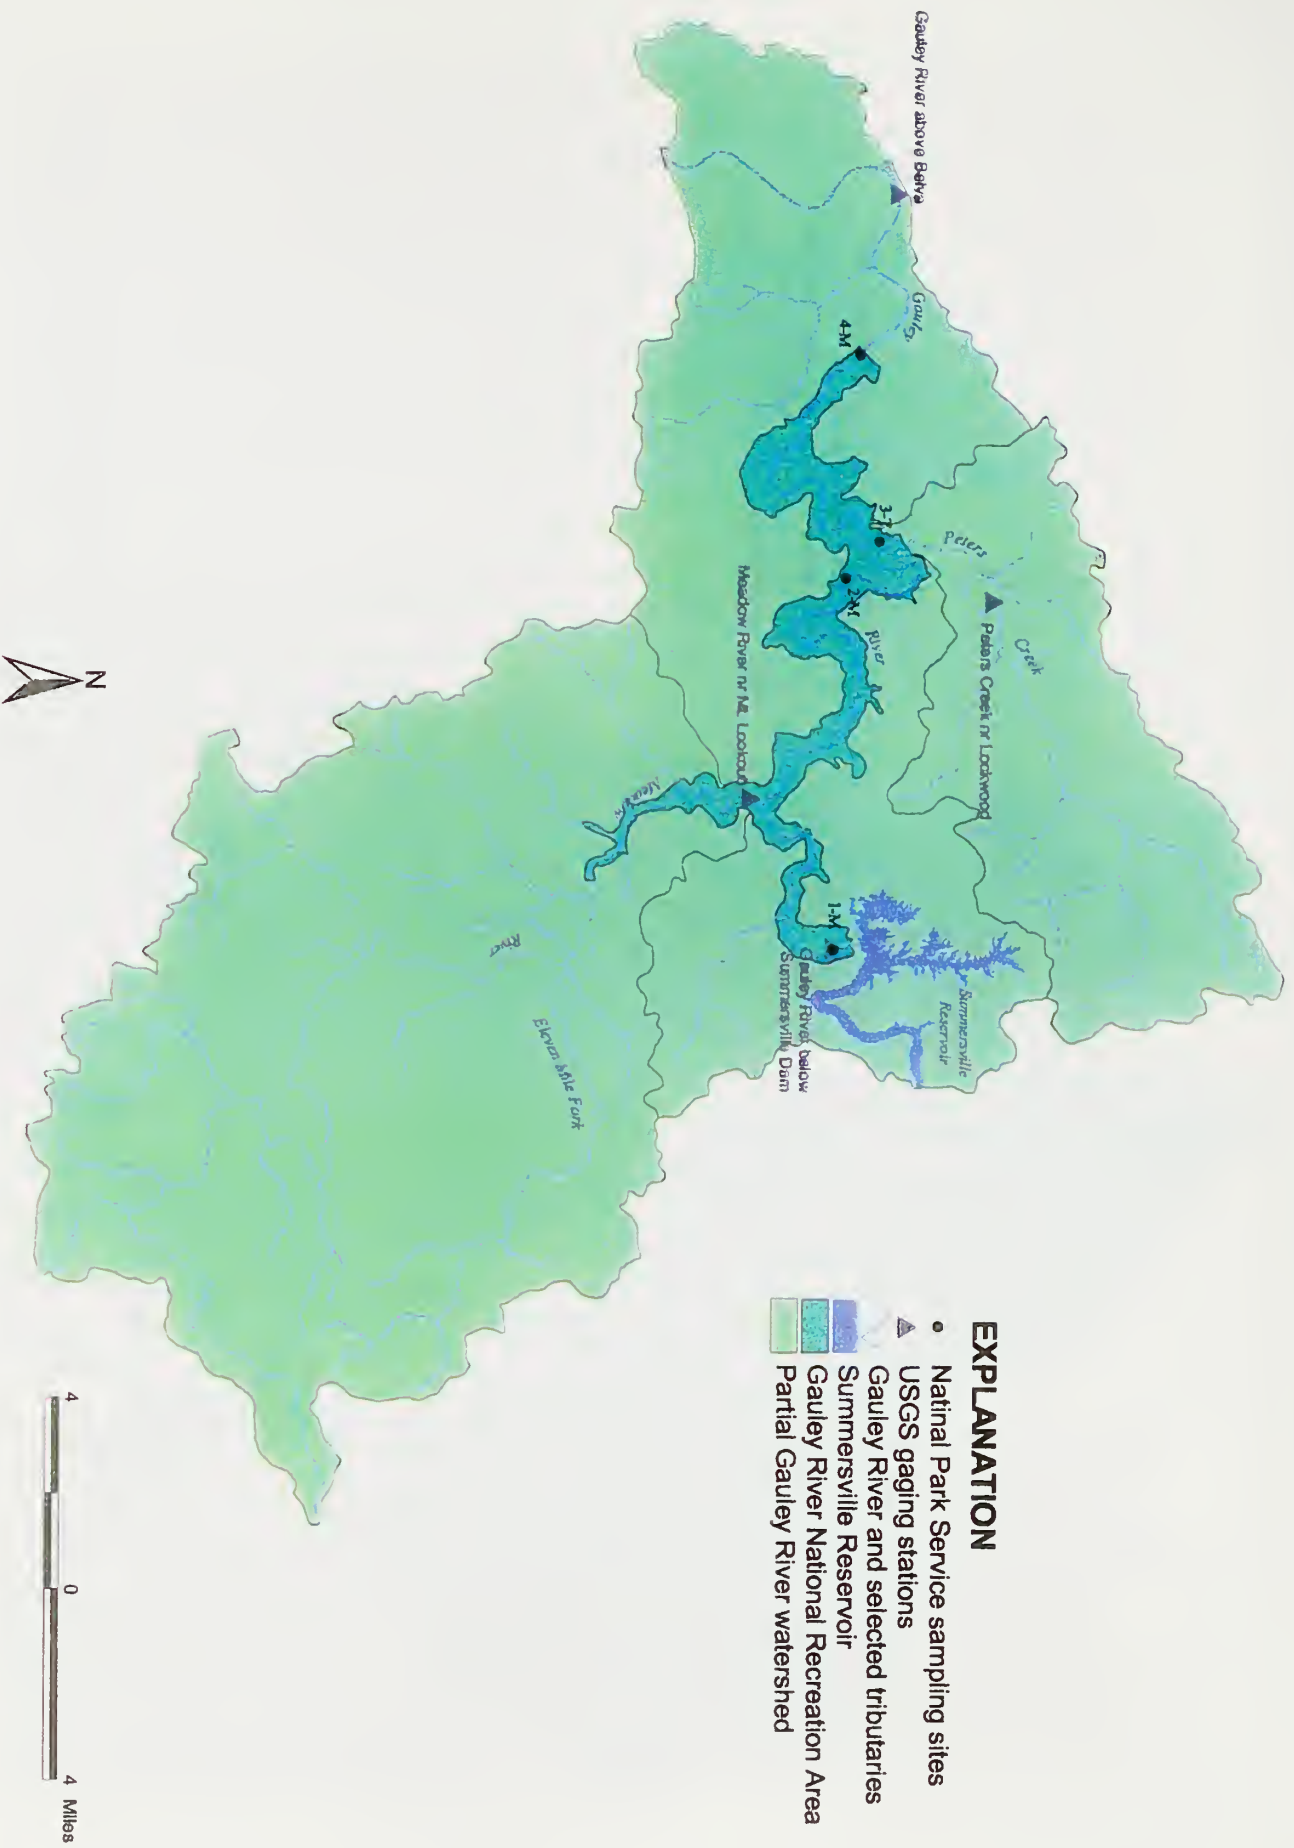 Gauley River above Belva
Gauley
4-M
3-T
Peters
2-M
River
Peters Creek nr Lockwood
Creek
Meadow River nr Mt. Lookout
Meadow
River
1-M
Gauley River below
Summersville Dam
Summersville
Reservoir
Eleven Mile Fork
N
EXPLANATION
Natinal Park Service sampling sites
USGS gaging stations
Gauley River and selected tributaries
Summersville Reservoir
Gauley River National Recreation Area
Partial Gauley River watershed
4 0 4 Miles